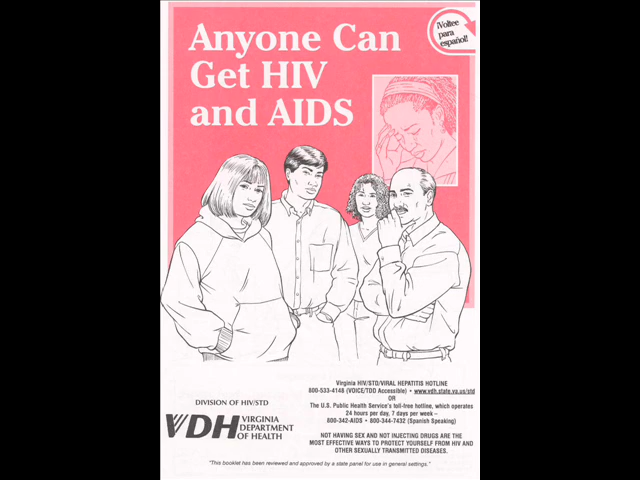 Anyone Can
Get HIV
and AIDS
¡Voltee
para
español!
Virginia HIV/STD/VIRAL HEPATITIS HOTLINE
800-533-4148 (VOICE/TDD Accessible) • www.vdh.state.va.us/std
OR
The U.S. Public Health Service's toll-free hotline, which operates
24 hours per day, 7 days per week –
800-342-AIDS • 800-344-7432 (Spanish Speaking)
DIVISION OF HIV/STD
VDH VIRGINIA
DEPARTMENT
OF HEALTH
NOT HAVING SEX AND NOT INJECTING DRUGS ARE THE
MOST EFFECTIVE WAYS TO PROTECT YOURSELF FROM HIV AND
OTHER SEXUALLY TRANSMITTED DISEASES.
"This booklet has been reviewed and approved by a state panel for use in general settings."